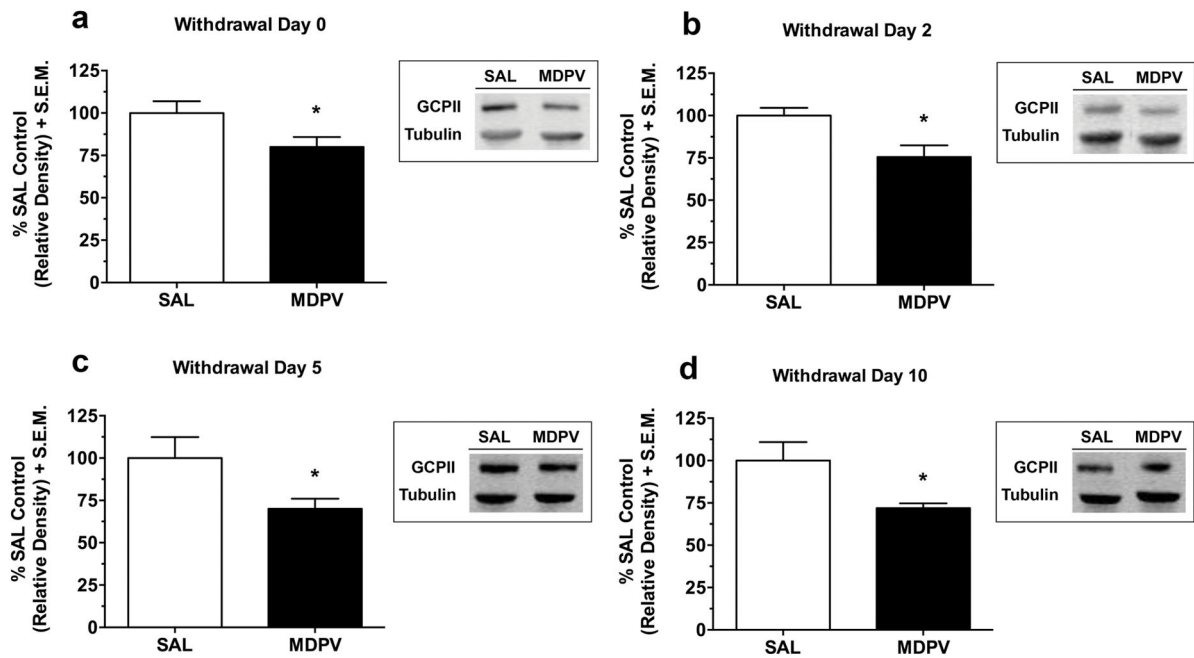 a
Withdrawal Day 0
% SAL Control
(Relative Density) + S.E.M.
125
100
75
50
25
0
*
SAL
MDPV
SAL MDPV
GCPII
Tubulin
b
Withdrawal Day 2
% SAL Control
(Relative Density) + S.E.M.
125
100
75
50
25
0
*
SAL
MDPV
SAL MDPV
GCPII
Tubulin
c
Withdrawal Day 5
% SAL Control
(Relative Density) + S.E.M.
125
100
75
50
25
0
*
SAL
MDPV
SAL MDPV
GCPII
Tubulin
d
Withdrawal Day 10
% SAL Control
(Relative Density) + S.E.M.
125
100
75
50
25
0
*
SAL
MDPV
SAL MDPV
GCPII
Tubulin